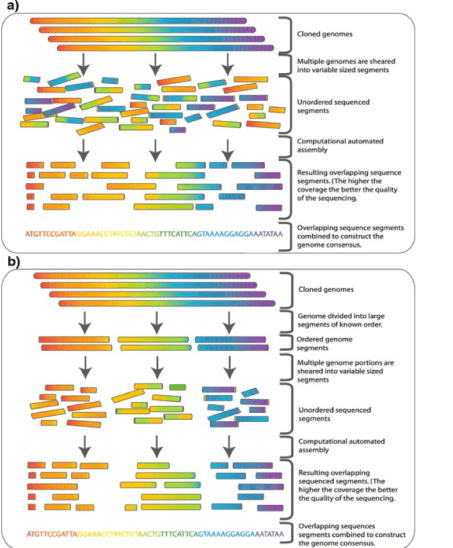 a)
Cloned genomes
Multiple genomes are sheared
into variable sized segments
Unordered sequenced
segments
Computational automated
assembly
Resulting overlapping sequence
segments. (The higher the
coverage the better the quality
of the sequencing.
ATGTTCCGATTAGGAAACCTATCTGTAACTGTTTCATTCAGTAAAAGGAGGAAATATAA
Overlapping sequence segments
combined to construct the
genome consensus.
b)
Cloned genomes
Genome divided into large
segments of known order.
Ordered genome
segments
Multiple genome portions are
sheared into variable sized
segments
Unordered sequenced
segments
Computational automated
assembly
Resulting overlapping
sequenced segments. (The
higher the coverage the better
the quality of the sequencing.
ATGTTCCGATTAGGAAACCTATCTGTAACTGTTTCATTCAGTAAAAGGAGGAAATATAA
Overlapping sequences
segments combined to construct
the genome consensus.